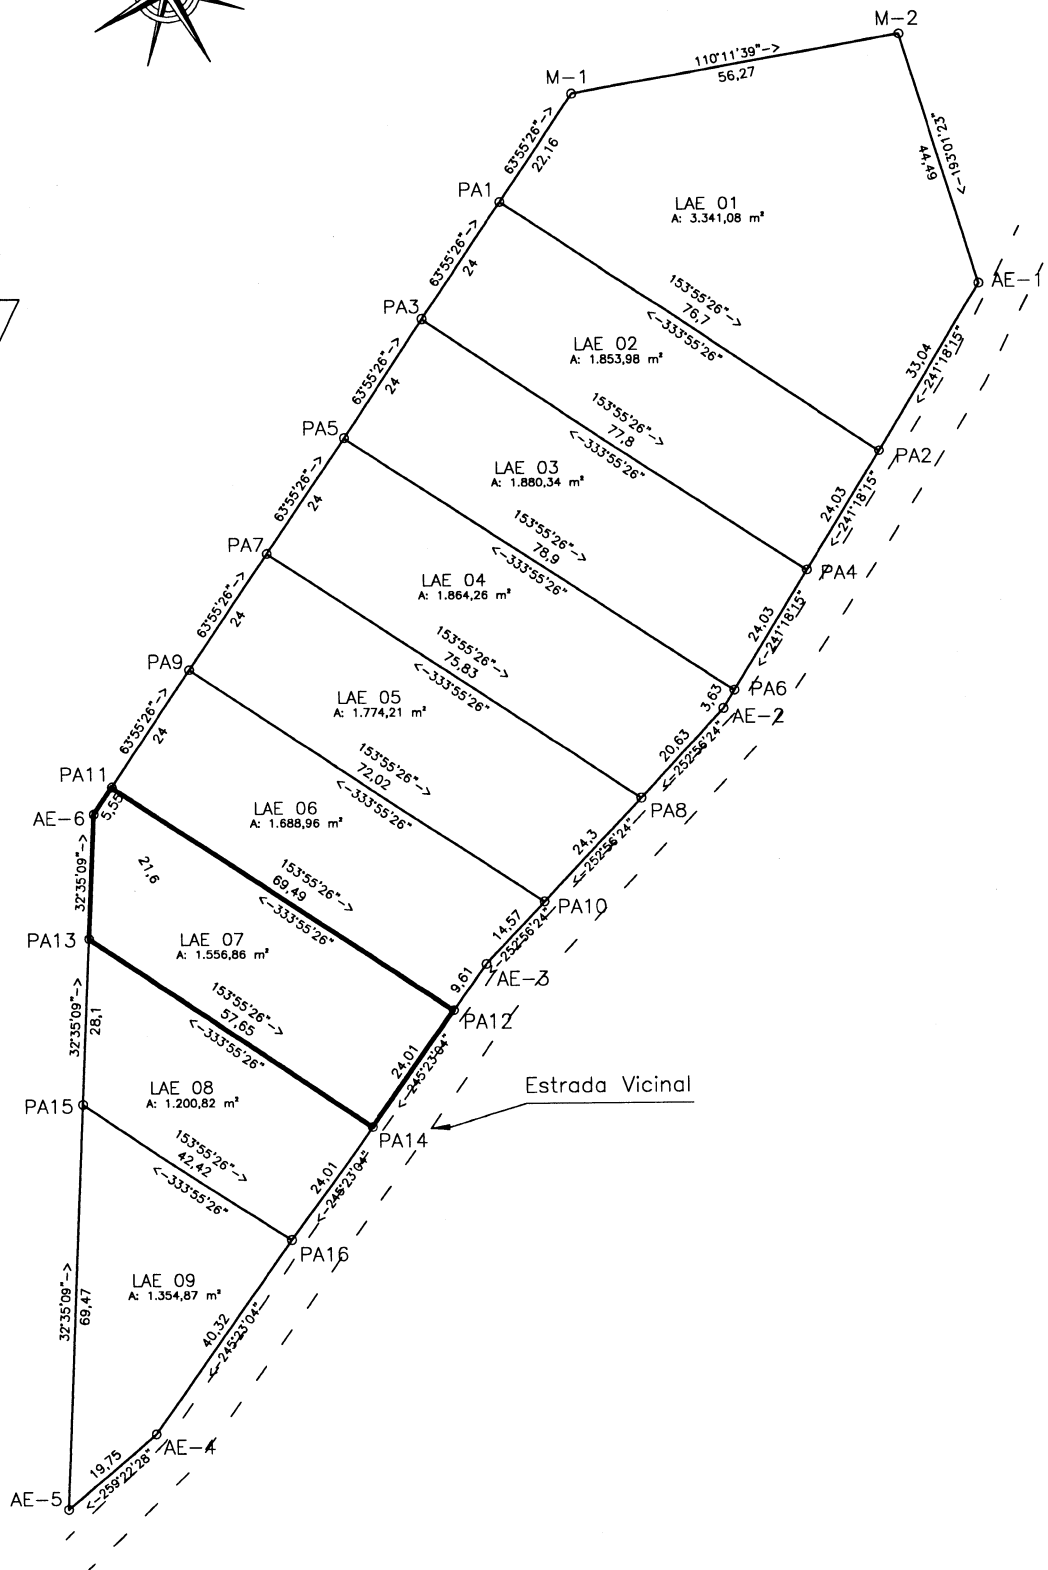 M-2
110°11'39"->
56,27
M-1
<-193°01'23"
44,49
63°55'26"->
22,16
PA1
LAE 01
A: 3.341,08 m²
AE-1
153°55'26"->
76,7
<-333°55'26"
33,04
<-241°18'15"
63°55'26"->
24
PA3
LAE 02
A: 1.853,98 m²
PA2
153°55'26"->
77,8
<-333°55'26"
24,03
<-241°18'15"
63°55'26"->
24
PA5
LAE 03
A: 1.880,34 m²
PA4
153°55'26"->
78,9
<-333°55'26"
24,03
<-241°18'15"
63°55'26"->
24
PA7
LAE 04
A: 1.864,26 m²
PA6
3,63
AE-2
153°55'26"->
75,83
<-333°55'26"
20,63
<-252°56'24"
63°55'26"->
24
PA9
LAE 05
A: 1.774,21 m²
PA8
153°55'26"->
72,02
<-333°55'26"
24,3
<-252°56'24"
63°55'26"->
24
PA11
5,55
AE-6
LAE 06
A: 1.688,96 m²
PA10
14,57
<-252°56'24"
AE-3
9,61
153°55'26"->
69,49
<-333°55'26"
32°35'09"->
21,6
PA13
LAE 07
A: 1.556,86 m²
PA12
153°55'26"->
57,65
<-333°55'26"
24,01
<-245°23'04"
32°35'09"->
28,1
Estrada Vicinal
LAE 08
A: 1.200,82 m²
PA15
PA14
153°55'26"->
42,42
<-333°55'26"
24,01
<-245°23'04"
PA16
LAE 09
A: 1.354,87 m²
32°35'09"->
69,47
40,32
<-245°23'04"
AE-4
19,75
<-259°22'28"
AE-5